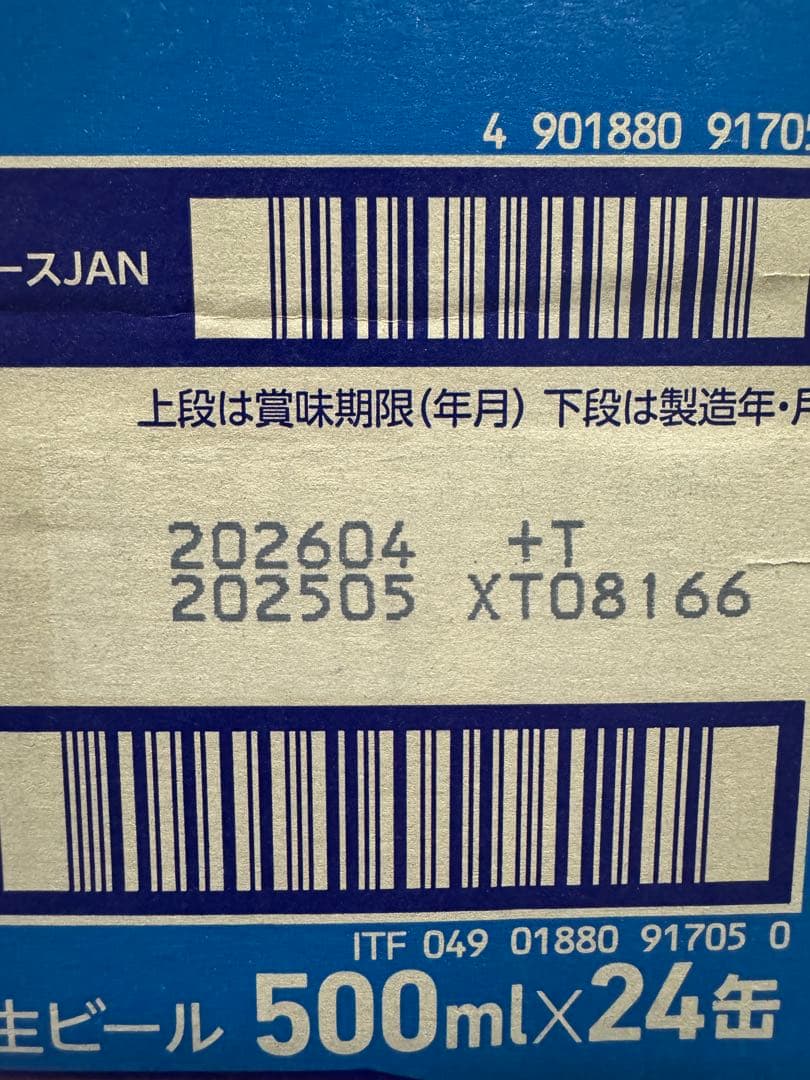 4 901880 91705
ースJAN
上段は賞味期限(年月) 下段は製造年・月
202604 +T
202505 XT08166
ITF 049 01880 91705 0
生ビール 500ml×24缶